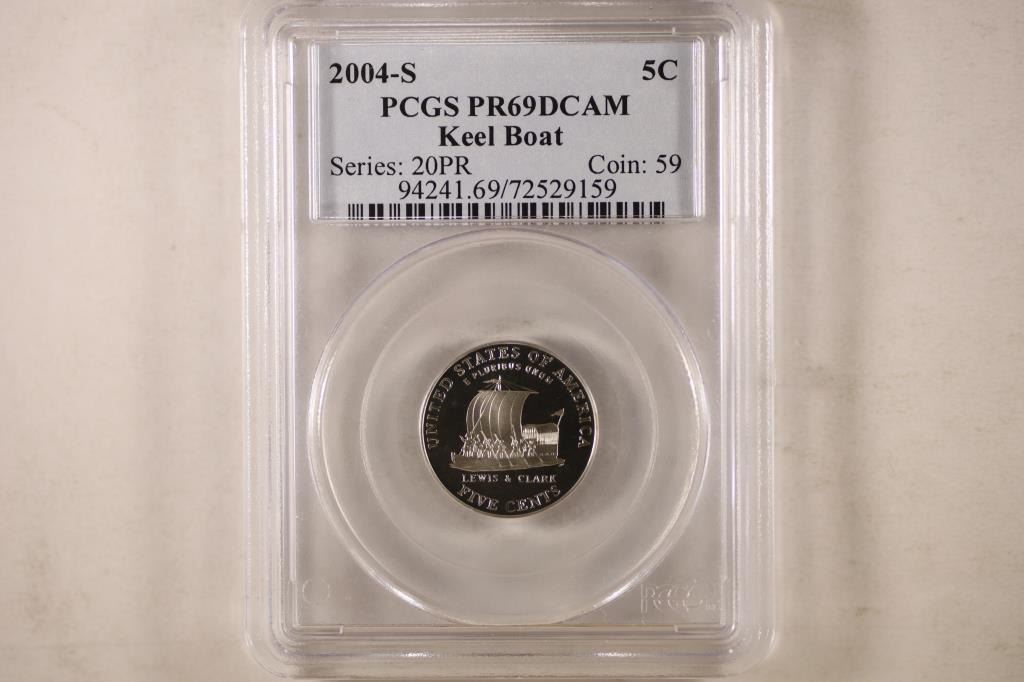 2004-S 5C
PCGS PR69DCAM
Keel Boat
Series: 20PR Coin: 59
94241.69/72529159
UNITED STATES OF AMERICA
E PLURIBUS UNUM
LEWIS & CLARK
FIVE CENTS
PCGS